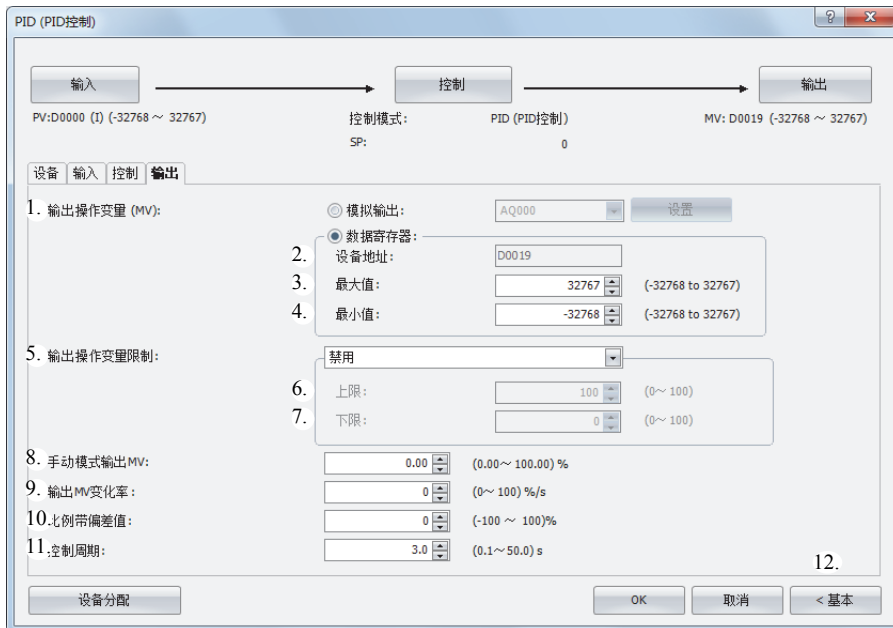 PID (PID控制)
输入
控制
输出
PV:D0000 (I) (-32768 ～ 32767)
控制模式:
PID (PID控制)
MV: D0019 (-32768 ～ 32767)
SP:
0
设备 输入 控制 输出
1. 输出操作变量 (MV):
模拟输出:
AQ000
设置
数据寄存器:
2. 设备地址:
D0019
3. 最大值:
32767
(-32768 to 32767)
4. 最小值:
-32768
(-32768 to 32767)
5. 输出操作变量限制:
禁用
6. 上限:
100
(0～ 100)
7. 下限:
0
(0～ 100)
8. 手动模式输出MV:
0.00
(0.00～ 100.00) %
9. 输出MV变化率:
0
(0～ 100) %/s
10. 比例带偏差值:
0
(-100 ～ 100)%
11. 控制周期:
3.0
(0.1～50.0) s
12.
设备分配
OK
取消
< 基本